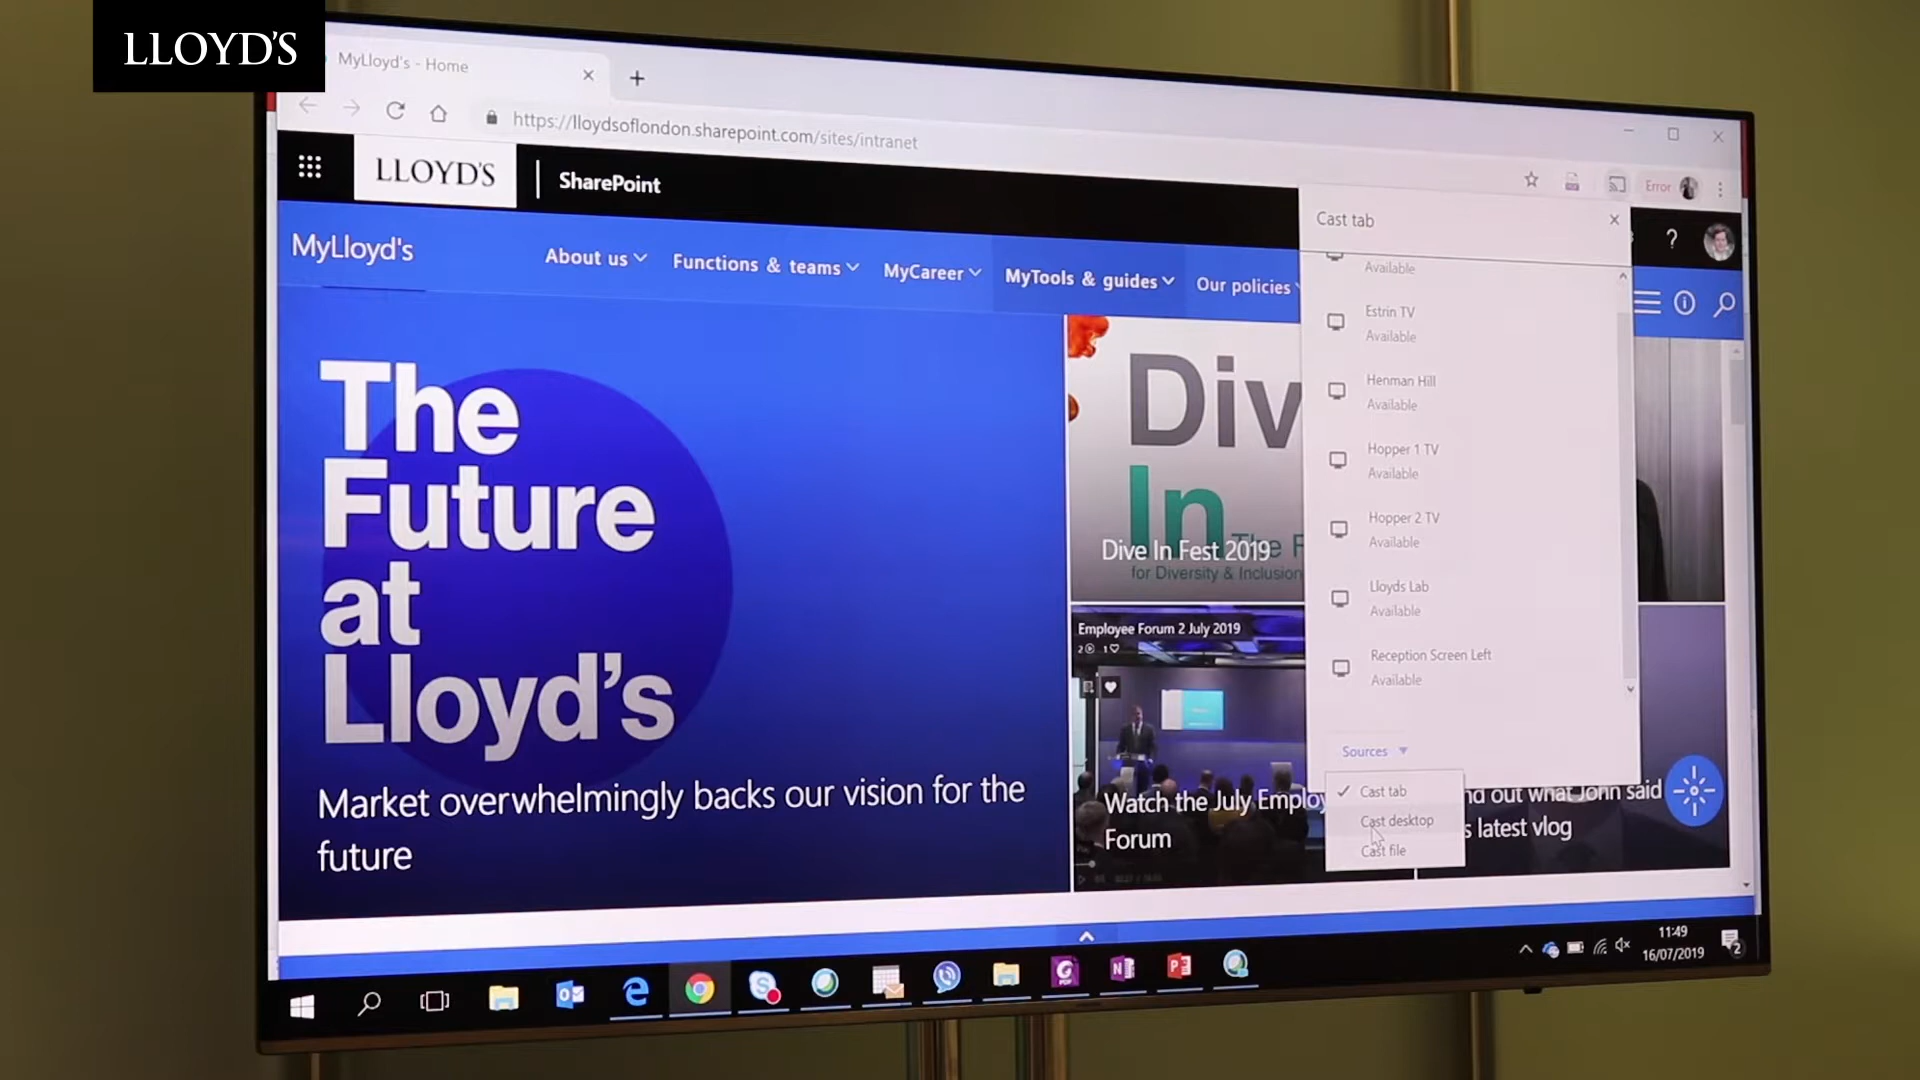 LLOYD'S
MyLloyd's - Home
https://lloydsoflondon.sharepoint.com/sites/intranet
Error
LLOYD'S
SharePoint
MyLloyd's
About us
Functions & teams
MyCareer
MyTools & guides
Our policies
Cast tab
Available
Estrin TV
Available
Henman Hill
Available
Hopper 1 TV
Available
Hopper 2 TV
Available
Lloyds Lab
Available
Reception Screen Left
Available
Sources
Cast tab
Cast desktop
Cast file
The
Future
at
Lloyd's
Market overwhelmingly backs our vision for the
future
Div
In
The F
Dive In Fest 2019
for Diversity & Inclusion
Employee Forum 2 July 2019
2 1
Watch the July Employ
Forum
nd out what John said
s latest vlog
11:49
16/07/2019
2